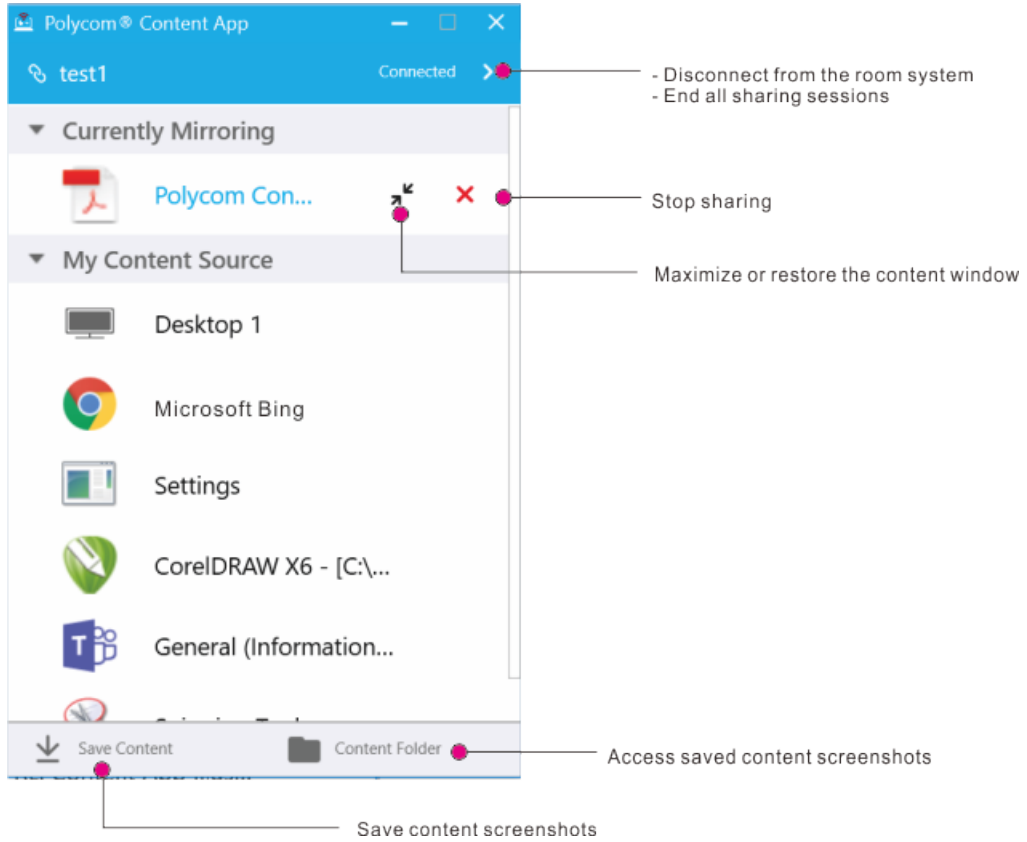 Polycom® Content App
test1
Connected
- Disconnect from the room system
- End all sharing sessions
Currently Mirroring
Polycom Con...
Stop sharing
Maximize or restore the content window
My Content Source
Desktop 1
Microsoft Bing
Settings
CorelDRAW X6 - [C:\...
T
General (Information...
Save Content
Content Folder
Access saved content screenshots
Save content screenshots